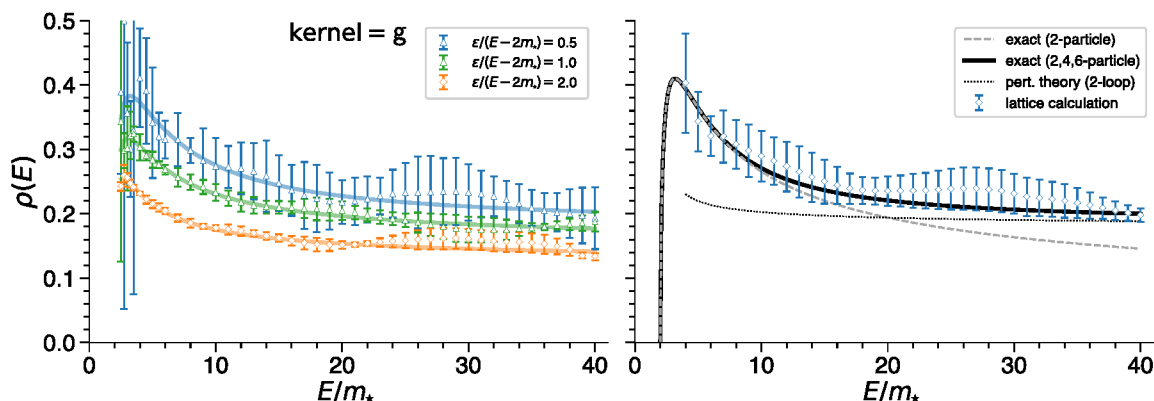 kernel = g
ε/(E−2m⋆) = 0.5
ε/(E−2m⋆) = 1.0
ε/(E−2m⋆) = 2.0
ρ(E)
0.5
0.4
0.3
0.2
0.1
0.0
0 10 20 30 40
E/m⋆
exact (2-particle)
exact (2,4,6-particle)
pert. theory (2-loop)
lattice calculation
0 10 20 30 40
E/m⋆